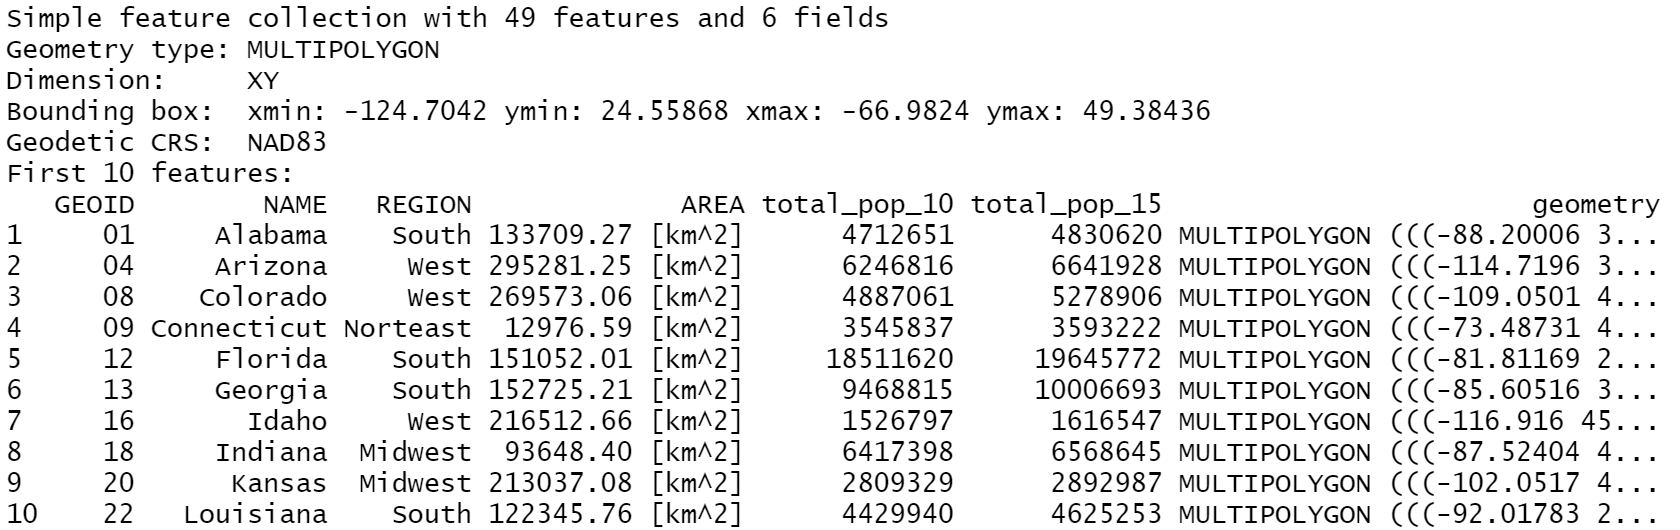 Simple feature collection with 49 features and 6 fields
Geometry type: MULTIPOLYGON
Dimension:     XY
Bounding box:  xmin: -124.7042 ymin: 24.55868 xmax: -66.9824 ymax: 49.38436
Geodetic CRS:  NAD83
First 10 features:
   GEOID        NAME   REGION             AREA total_pop_10 total_pop_15                       geometry
1     01     Alabama    South 133709.27 [km^2]      4712651      4830620 MULTIPOLYGON (((-88.20006 3...
2     04     Arizona     West 295281.25 [km^2]      6246816      6641928 MULTIPOLYGON (((-114.7196 3...
3     08    Colorado     West 269573.06 [km^2]      4887061      5278906 MULTIPOLYGON (((-109.0501 4...
4     09 Connecticut Norteast  12976.59 [km^2]      3545837      3593222 MULTIPOLYGON (((-73.48731 4...
5     12     Florida    South 151052.01 [km^2]     18511620     19645772 MULTIPOLYGON (((-81.81169 2...
6     13     Georgia    South 152725.21 [km^2]      9468815     10006693 MULTIPOLYGON (((-85.60516 3...
7     16       Idaho     West 216512.66 [km^2]      1526797      1616547 MULTIPOLYGON (((-116.916 45...
8     18     Indiana  Midwest  93648.40 [km^2]      6417398      6568645 MULTIPOLYGON (((-87.52404 4...
9     20      Kansas  Midwest 213037.08 [km^2]      2809329      2892987 MULTIPOLYGON (((-102.0517 4...
10    22   Louisiana    South 122345.76 [km^2]      4429940      4625253 MULTIPOLYGON (((-92.01783 2...